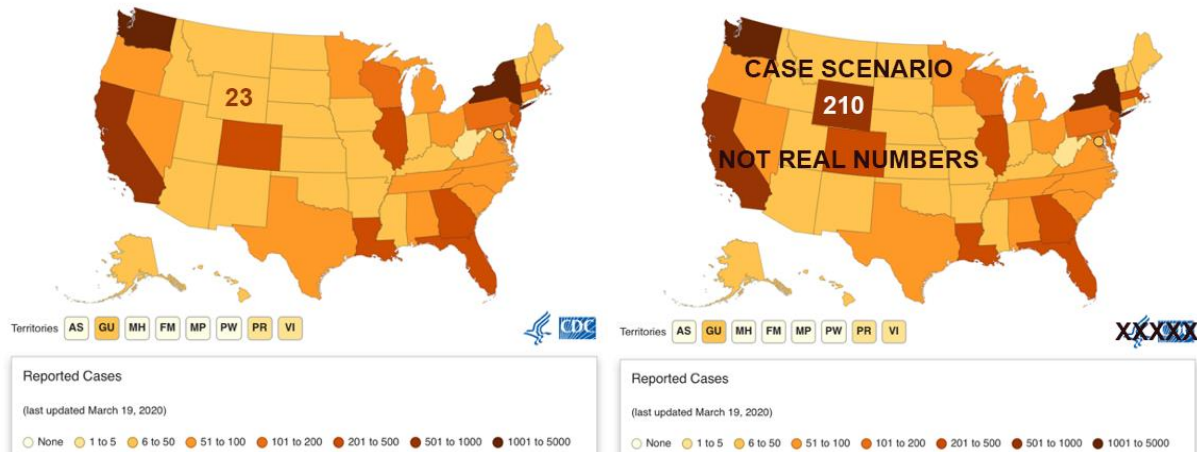 23
Territories AS GU MH FM MP PW PR VI
CDC
Reported Cases
(last updated March 19, 2020)
None 1 to 5 6 to 50 51 to 100 101 to 200 201 to 500 501 to 1000 1001 to 5000
CASE SCENARIO
210
NOT REAL NUMBERS
Territories AS GU MH FM MP PW PR VI
XXXXX
Reported Cases
(last updated March 19, 2020)
None 1 to 5 6 to 50 51 to 100 101 to 200 201 to 500 501 to 1000 1001 to 5000